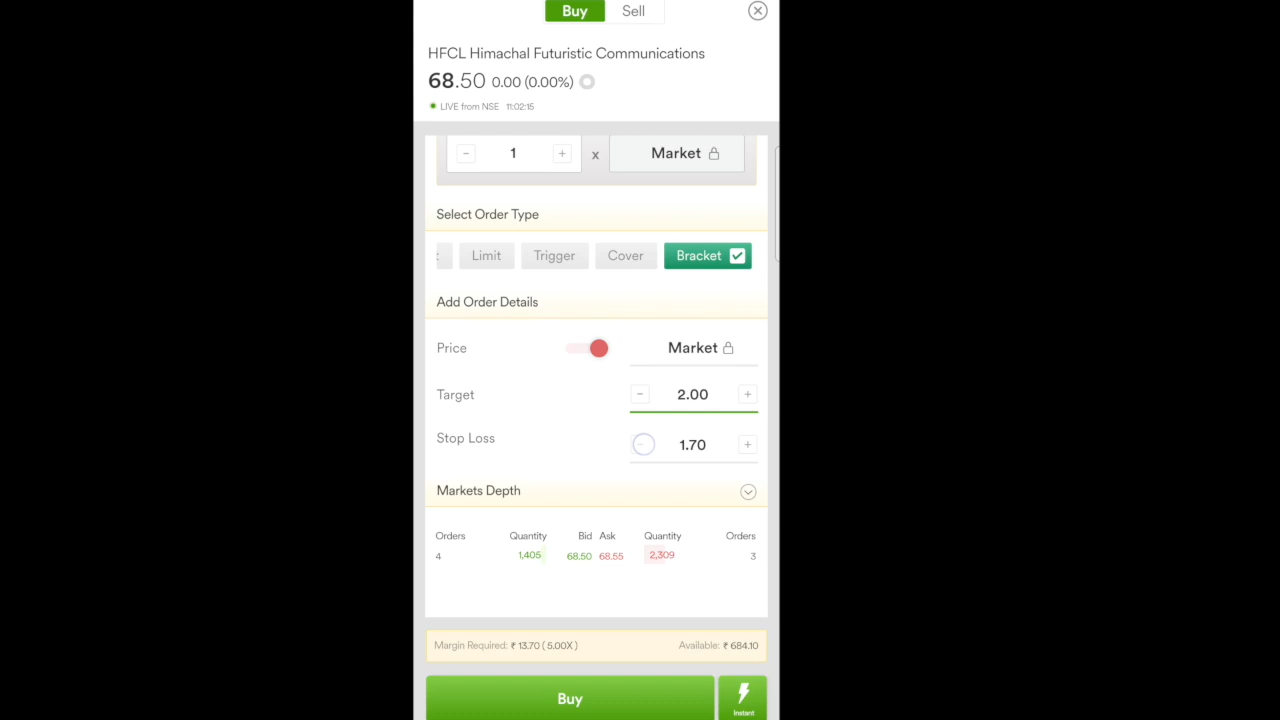 Buy Sell
HFCL Himachal Futuristic Communications
68.50 0.00 (0.00%)
LIVE from NSE 11:02:15
- 1 + x Market
Select Order Type
Limit Trigger Cover Bracket
Add Order Details
Price Market
Target - 2.00 +
Stop Loss - 1.70 +
Markets Depth
Orders Quantity Bid Ask Quantity Orders
4 1,405 68.50 68.55 2,309 3
Margin Required: ₹ 13.70 ( 5.00X ) Available: ₹ 684.10
Buy
Instant